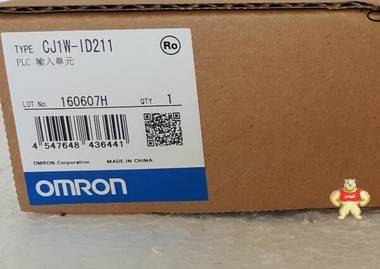 TYPE CJ1W-ID211
Ro
PLC 输入单元
LOT No. 160607H QTY 1
4 547648 436441
OMRON Corporation MADE IN CHINA
OMRON